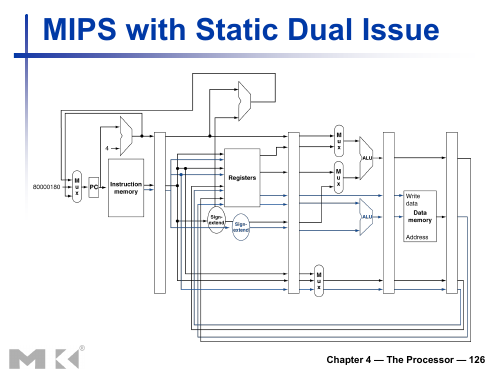 MIPS with Static Dual Issue
4
80000180
M
u
x
PC
Instruction
memory
Registers
Sign-
extend
Sign-
extend
M
u
x
M
u
x
ALU
ALU
Write
data
Data
memory
Address
M
u
x
MK®
Chapter 4 — The Processor — 126